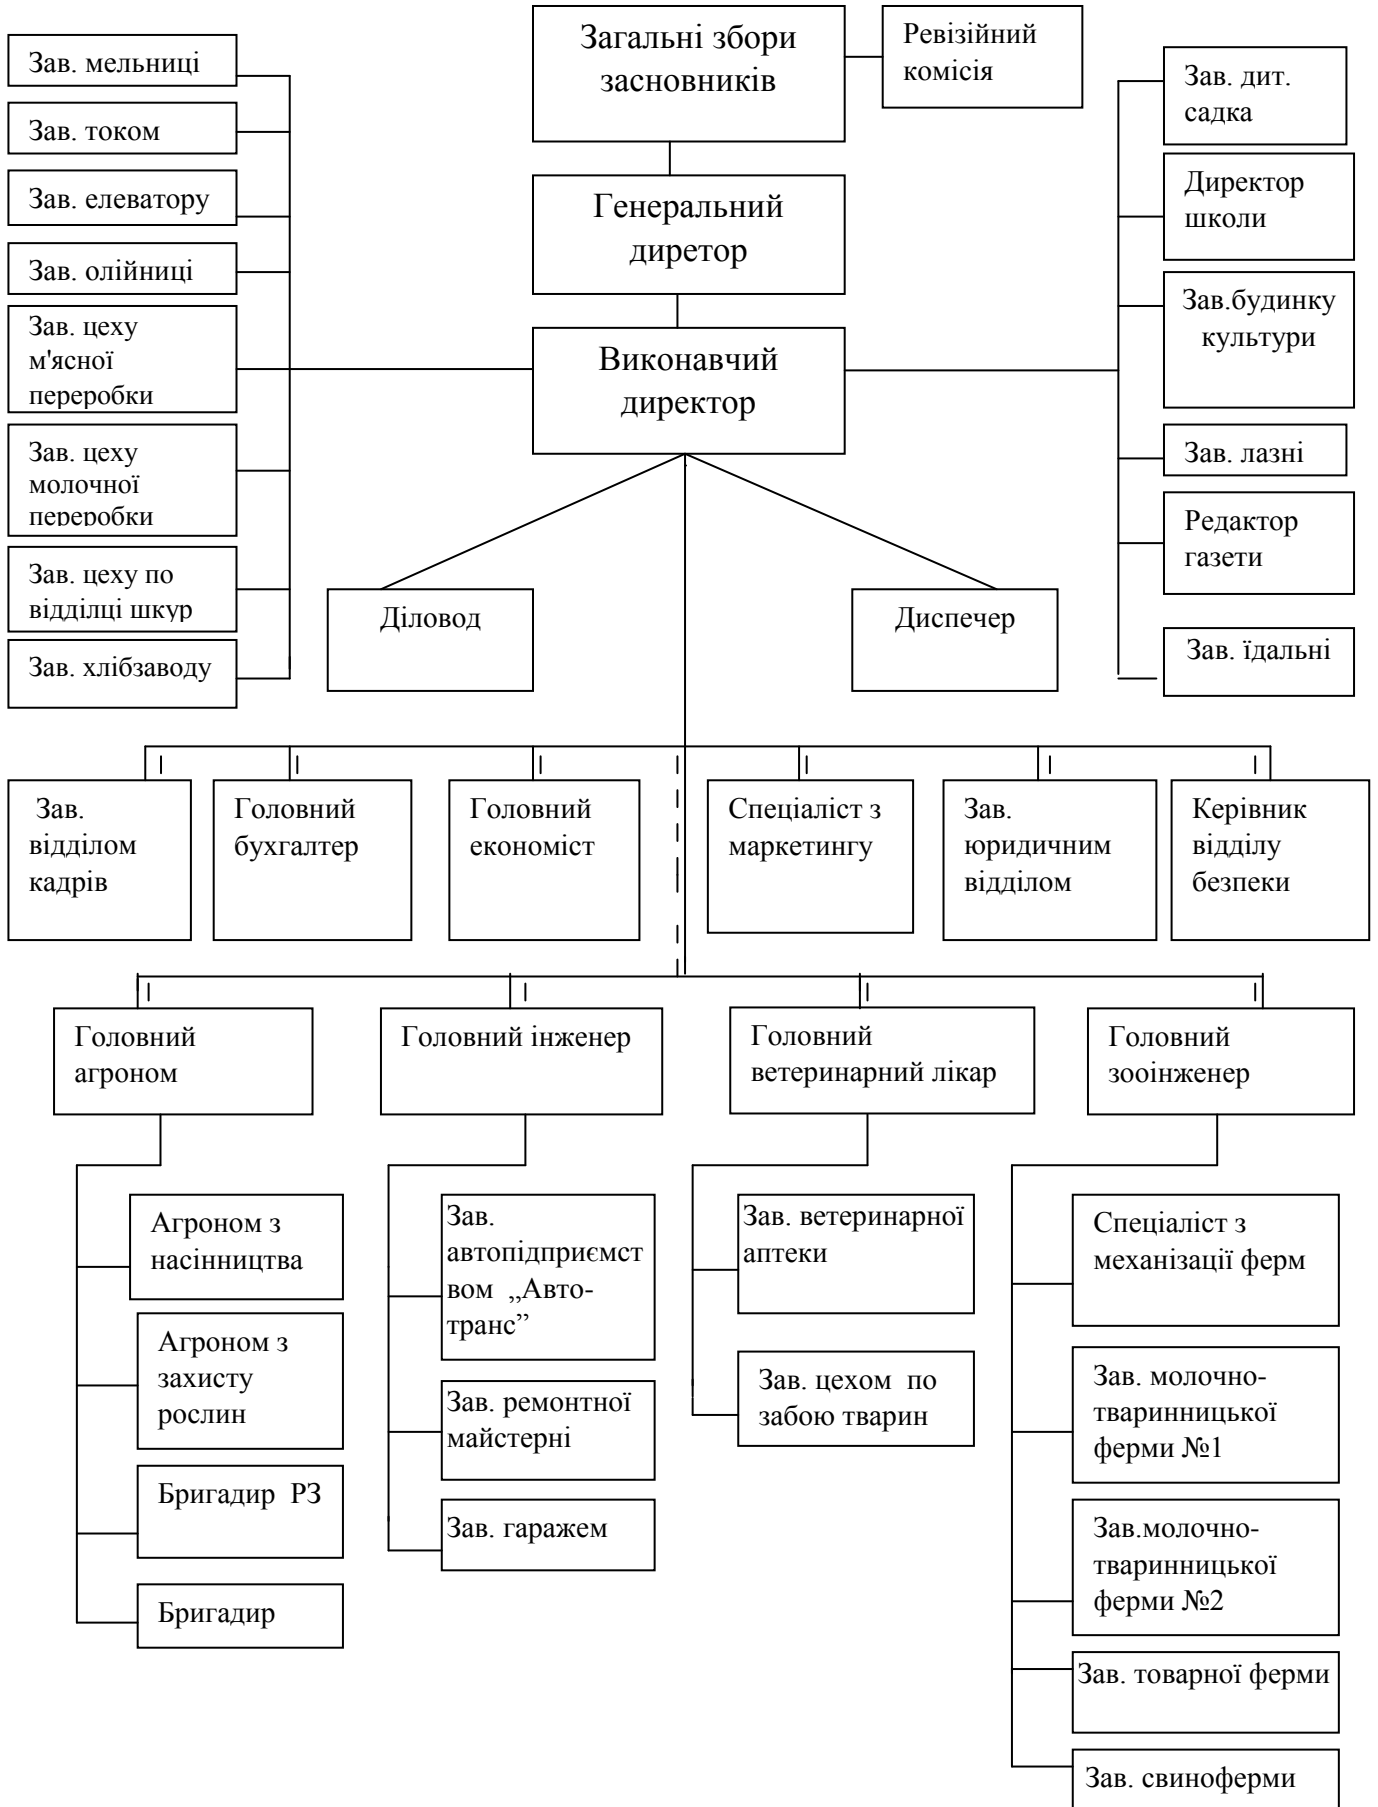 Загальні збори
засновників
Ревізійний
комісія
Зав. мельниці
Зав. током
Зав. елеватору
Зав. олійниці
Зав. цеху
м'ясної
переробки
Зав. цеху
молочної
переробки
Зав. цеху по
відділці шкур
Зав. хлібзаводу
Генеральний
диретор
Виконавчий
директор
Зав. дит.
садка
Директор
школи
Зав.будинку
культури
Зав. лазні
Редактор
газети
Зав. їдальні
Діловод
Диспечер
Зав.
відділом
кадрів
Головний
бухгалтер
Головний
економіст
Спеціаліст з
маркетингу
Зав.
юридичним
відділом
Керівник
відділу
безпеки
Головний
агроном
Головний інженер
Головний
ветеринарний лікар
Головний
зооінженер
Агроном з
насінництва
Агроном з
захисту
рослин
Бригадир РЗ
Бригадир
Зав.
автопідприємст
вом „Авто-
транс”
Зав. ремонтної
майстерні
Зав. гаражем
Зав. ветеринарної
аптеки
Зав. цехом по
забою тварин
Спеціаліст з
механізації ферм
Зав. молочно-
тваринницької
ферми №1
Зав.молочно-
тваринницької
ферми №2
Зав. товарної ферми
Зав. свиноферми